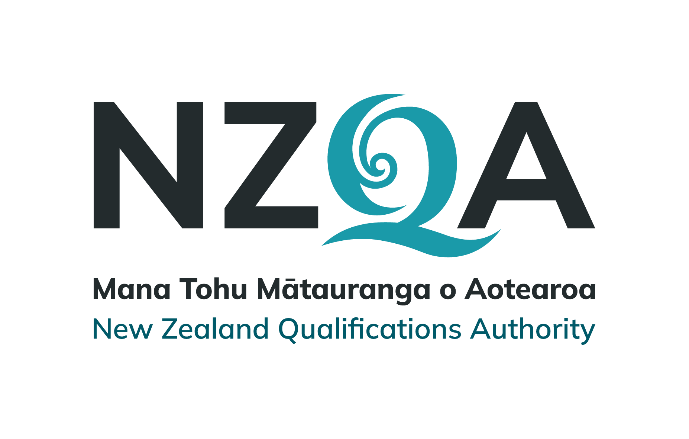 NZQA
Mana Tohu Mātauranga o Aotearoa
New Zealand Qualifications Authority